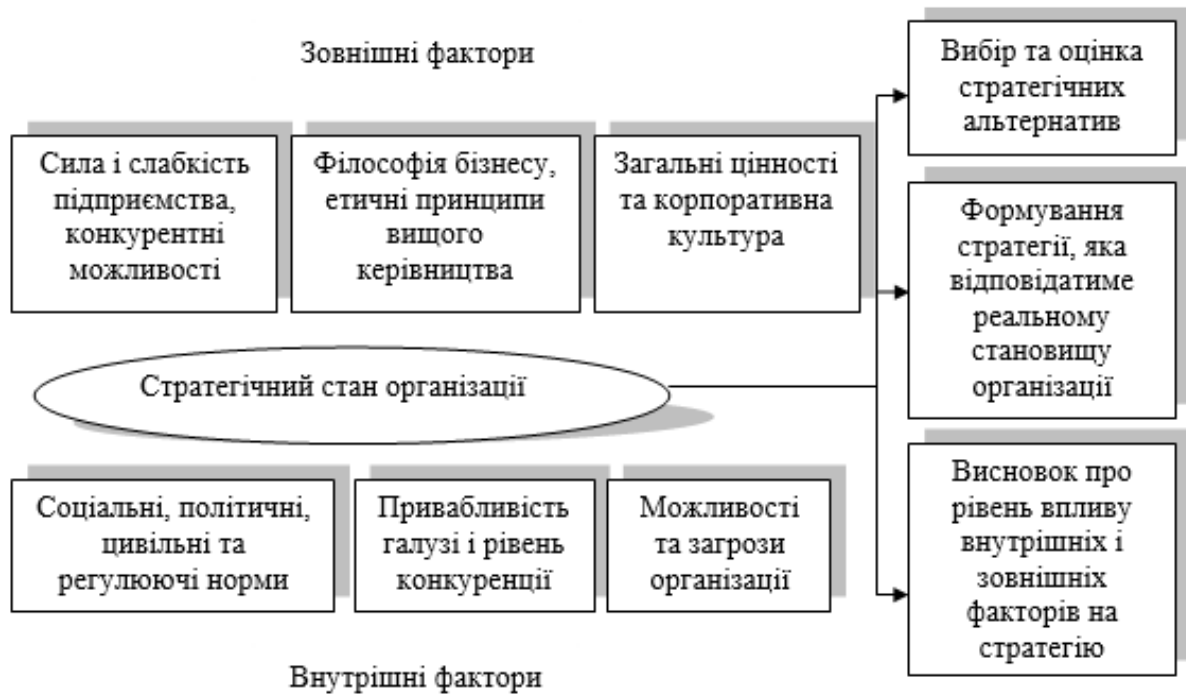 Зовнішні фактори
Сила і слабкість
підприємства,
конкурентні
можливості
Філософія бізнесу,
етичні принципи
вищого
керівництва
Загальні цінності
та корпоративна
культура
Стратегічний стан організації
Соціальні, політичні,
цивільні та
регулюючі норми
Привабливість
галузі і рівень
конкуренції
Можливості
та загрози
організації
Внутрішні фактори
Вибір та оцінка
стратегічних
альтернатив
Формування
стратегії, яка
відповідатиме
реальному
становищу
організації
Висновок про
рівень впливу
внутрішніх і
зовнішніх
факторів на
стратегію